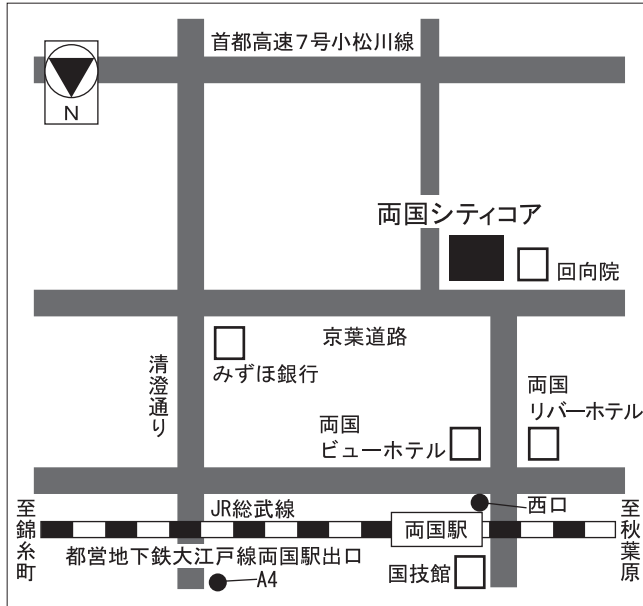 首都高速7号小松川線
N
両国シティコア
回向院
京葉道路
清澄通り
みずほ銀行
両国
リバーホテル
両国
ビューホテル
西口
至錦糸町
JR総武線
両国駅
至秋葉原
都営地下鉄大江戸線両国駅出口
A4
国技館